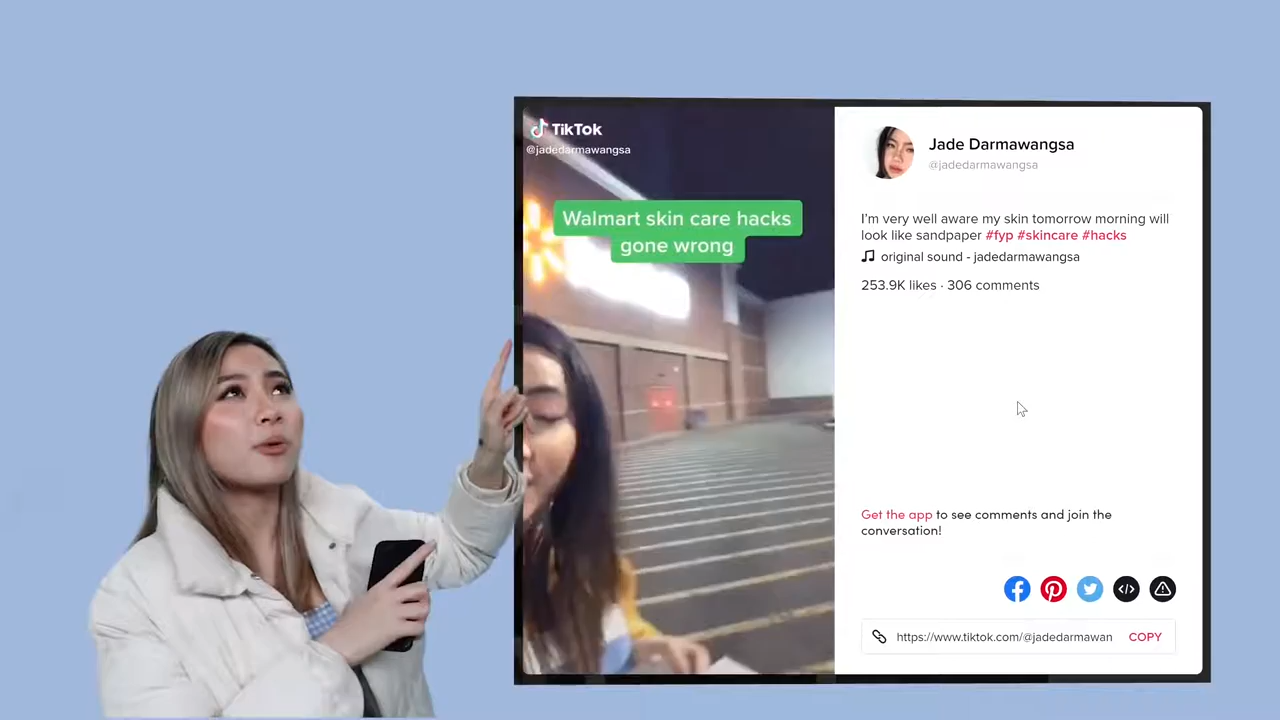 TikTok
@jadedarmawangsa
Walmart skin care hacks
gone wrong
Jade Darmawangsa
@jadedarmawangsa
I'm very well aware my skin tomorrow morning will
look like sandpaper #fyp #skincare #hacks
original sound - jadedarmawangsa
253.9K likes · 306 comments
Get the app to see comments and join the
conversation!
https://www.tiktok.com/@jadedarmawan COPY